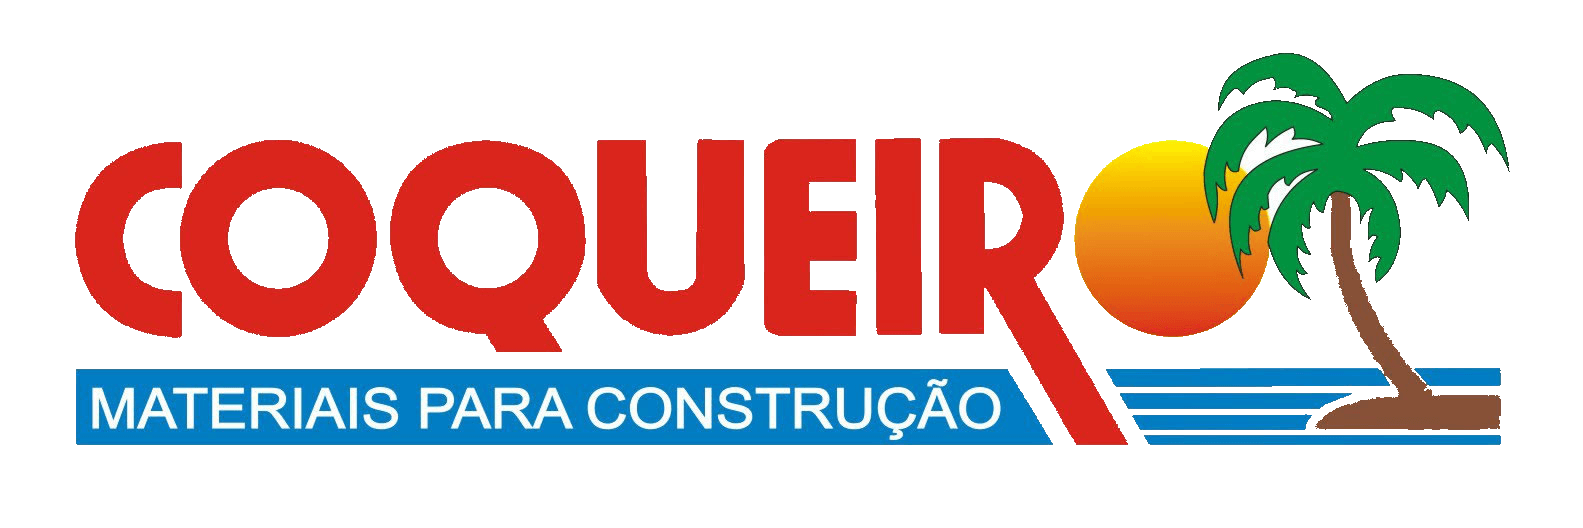 COQUEIRO
MATERIAIS PARA CONSTRUÇÃO